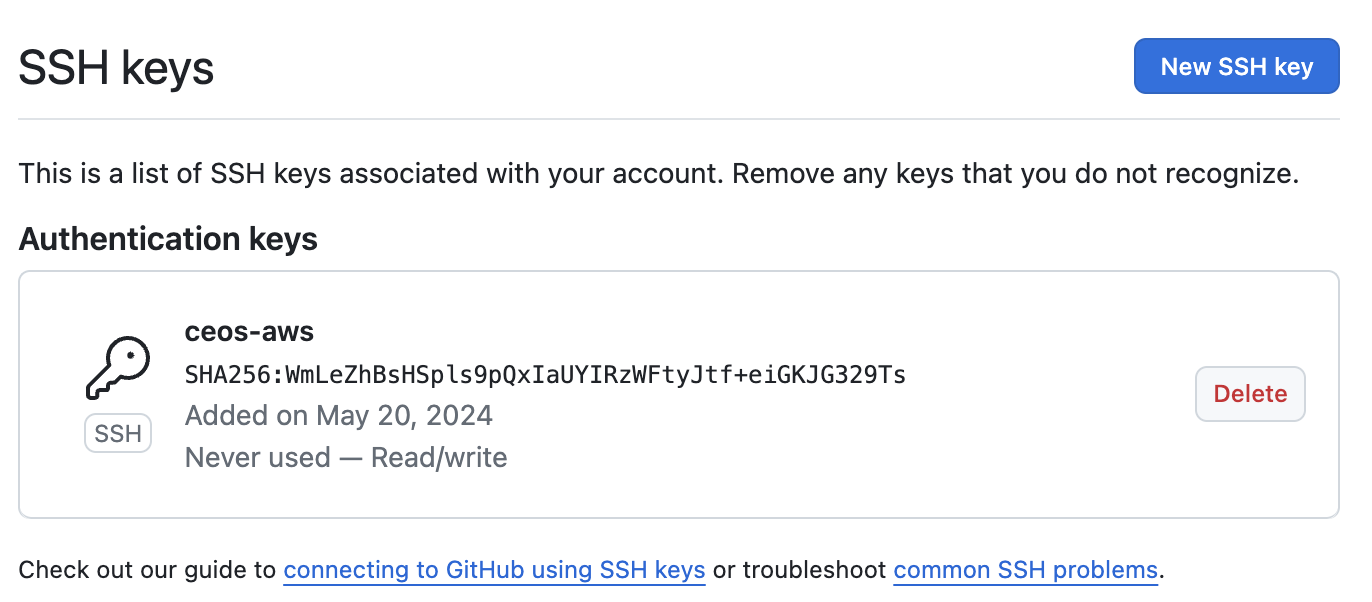 SSH keys
New SSH key
This is a list of SSH keys associated with your account. Remove any keys that you do not recognize.
Authentication keys
ceos-aws
SHA256:WmLeZhBsHSpls9pQxIaUYIRzWFtyJtf+eiGKJG329Ts
Added on May 20, 2024
Never used — Read/write
SSH
Delete
Check out our guide to connecting to GitHub using SSH keys or troubleshoot common SSH problems.